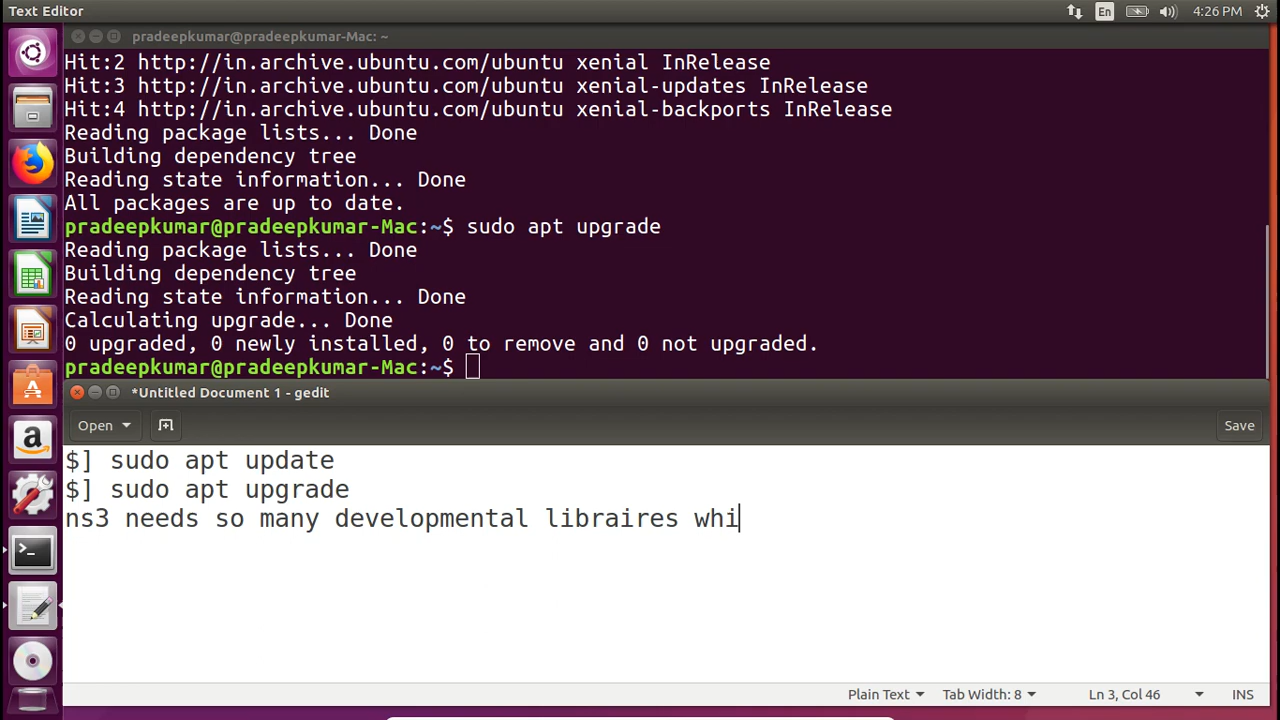 Text Editor
En
4:26 PM
pradeepkumar@pradeepkumar-Mac: ~
Hit:2 http://in.archive.ubuntu.com/ubuntu xenial InRelease
Hit:3 http://in.archive.ubuntu.com/ubuntu xenial-updates InRelease
Hit:4 http://in.archive.ubuntu.com/ubuntu xenial-backports InRelease
Reading package lists... Done
Building dependency tree
Reading state information... Done
All packages are up to date.
pradeepkumar@pradeepkumar-Mac:~$ sudo apt upgrade
Reading package lists... Done
Building dependency tree
Reading state information... Done
Calculating upgrade... Done
0 upgraded, 0 newly installed, 0 to remove and 0 not upgraded.
pradeepkumar@pradeepkumar-Mac:~$
*Untitled Document 1 - gedit
Open
Save
$] sudo apt update
$] sudo apt upgrade
ns3 needs so many developmental libraires whi
Plain Text
Tab Width: 8
Ln 3, Col 46
INS